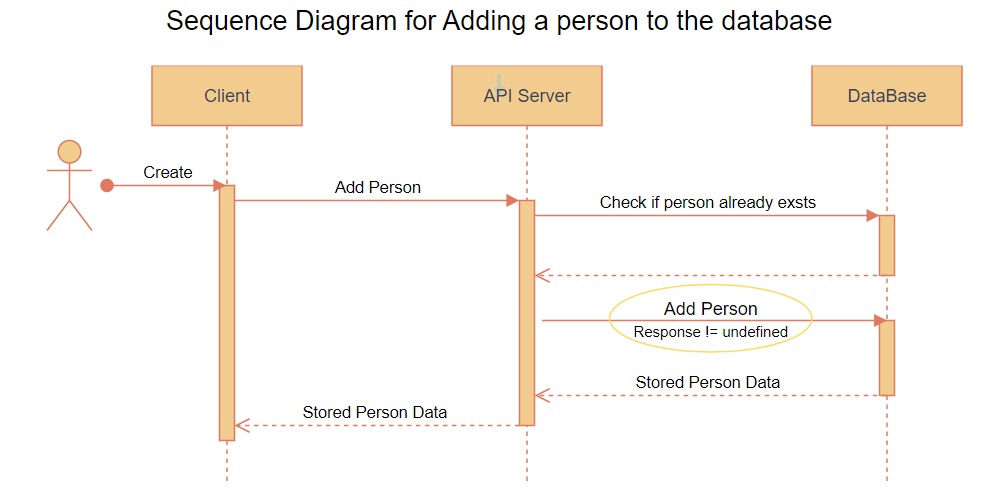 Sequence Diagram for Adding a person to the database
Client
API Server
DataBase
Create
Add Person
Check if person already exsts
Add Person
Response != undefined
Stored Person Data
Stored Person Data